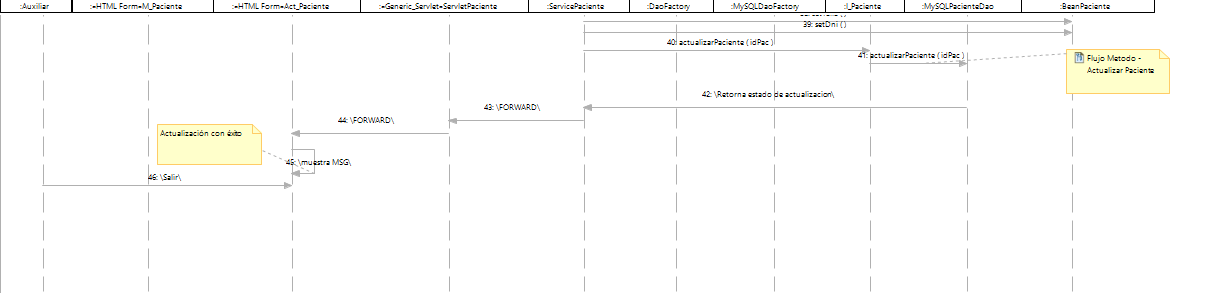 :Auxiliar
:«HTML Form»M_Paciente
:«HTML Form»Act_Paciente
:«Generic_Servlet»ServletPaciente
:ServicePaciente
:DaoFactory
:MySQLDaoFactory
:I_Paciente
:MySQLPacienteDao
:BeanPaciente
39: setDni ( )
40: actualizarPaciente ( idPac )
41: actualizarPaciente ( idPac )
Flujo Metodo -
Actualizar Paciente
42: \Retorna estado de actualizacion\
43: \FORWARD\
44: \FORWARD\
Actualización con éxito
45: \muestra MSG\
46: \Salir\